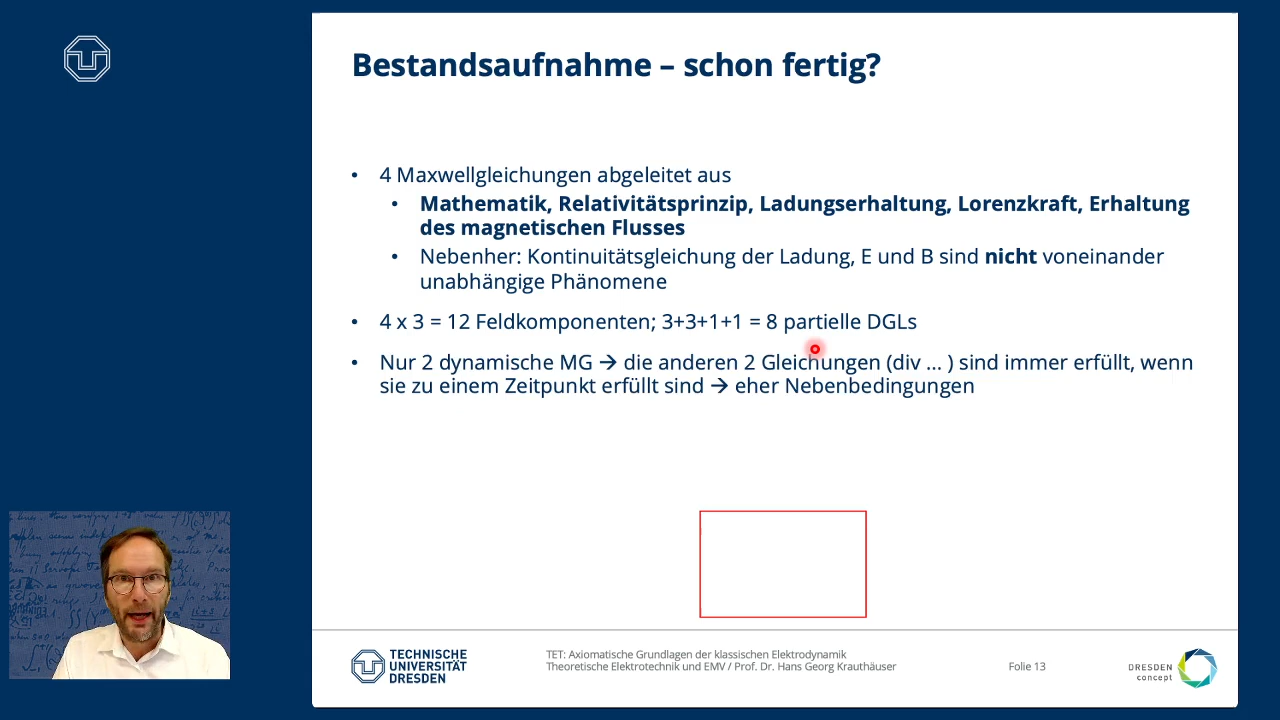 Bestandsaufnahme – schon fertig?
• 4 Maxwellgleichungen abgeleitet aus
• Mathematik, Relativitätsprinzip, Ladungserhaltung, Lorenzkraft, Erhaltung
des magnetischen Flusses
• Nebenher: Kontinuitätsgleichung der Ladung, E und B sind nicht voneinander
unabhängige Phänomene
• 4 x 3 = 12 Feldkomponenten; 3+3+1+1 = 8 partielle DGLs
• Nur 2 dynamische MG → die anderen 2 Gleichungen (div ... ) sind immer erfüllt, wenn
sie zu einem Zeitpunkt erfüllt sind → eher Nebenbedingungen
TECHNISCHE
UNIVERSITÄT
DRESDEN
TET: Axiomatische Grundlagen der klassischen Elektrodynamik
Theoretische Elektrotechnik und EMV / Prof. Dr. Hans Georg Krauthäuser
Folie 13
DRESDEN
concept